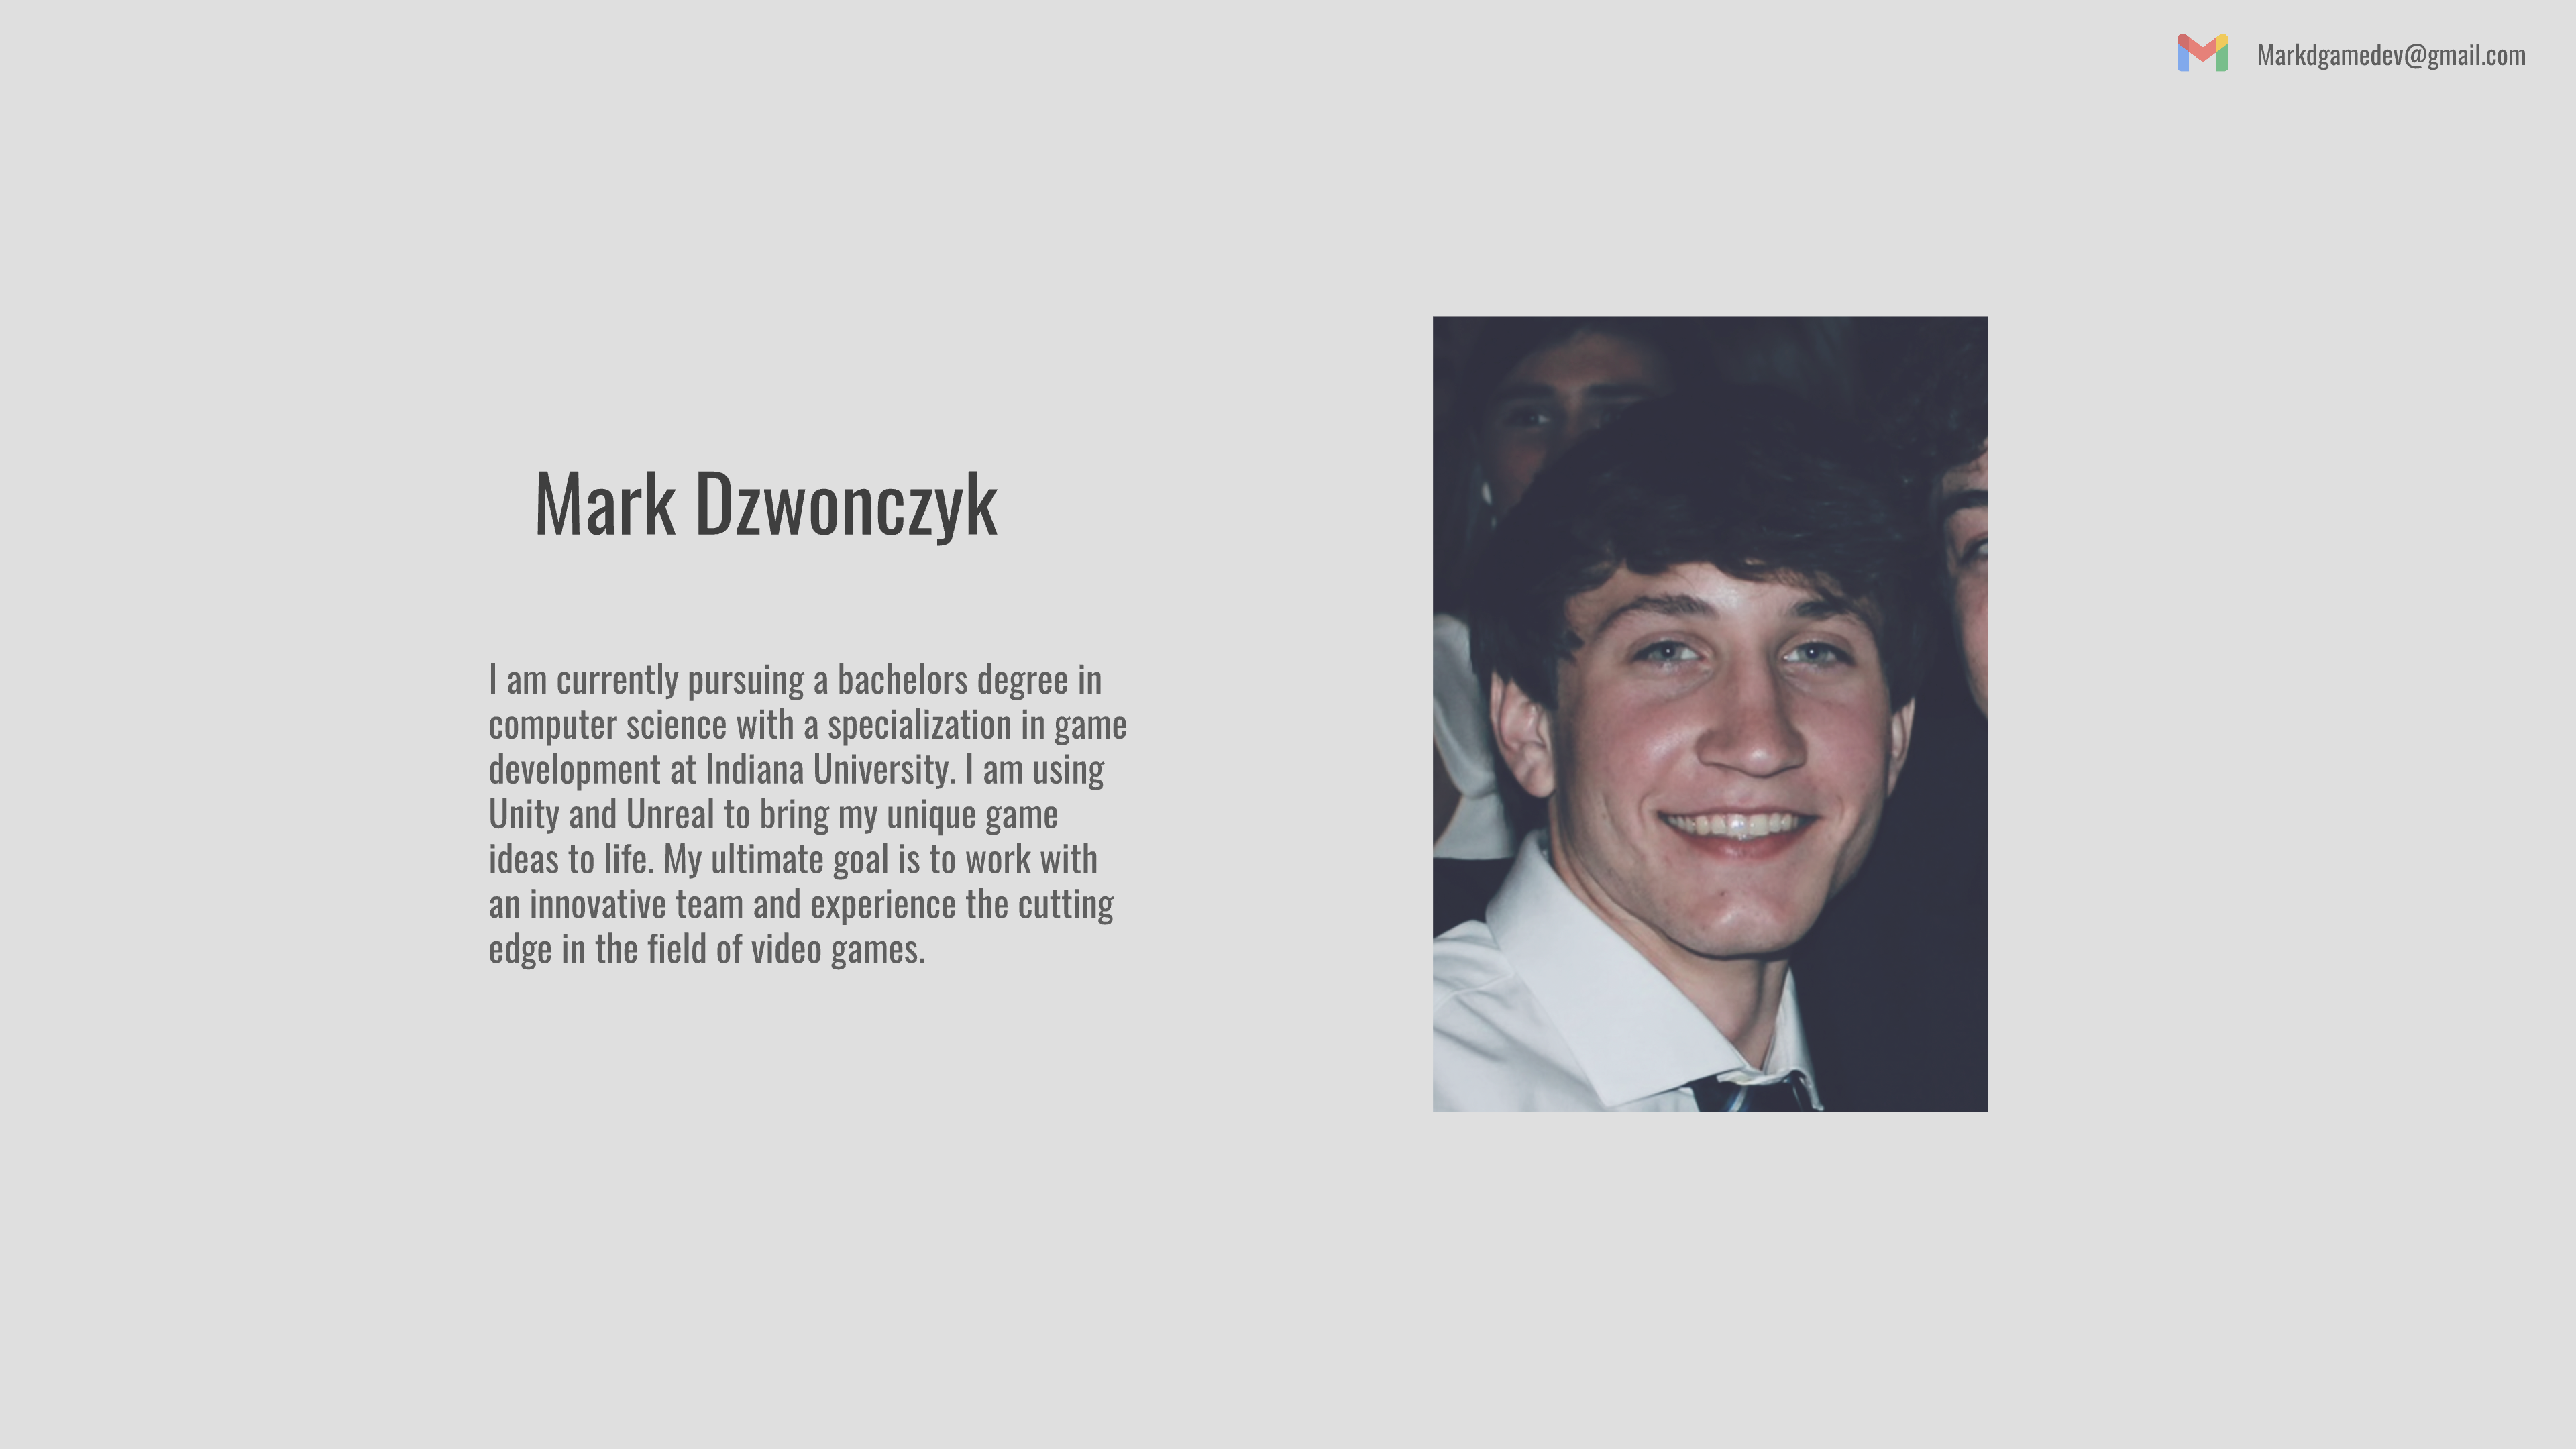 Markdgamedev@gmail.com
Mark Dzwonczyk
I am currently pursuing a bachelors degree in
computer science with a specialization in game
development at Indiana University. I am using
Unity and Unreal to bring my unique game
ideas to life. My ultimate goal is to work with
an innovative team and experience the cutting
edge in the field of video games.